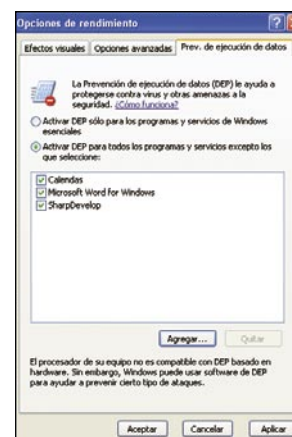 Opciones de rendimiento
Efectos visuales Opciones avanzadas Prev. de ejecución de datos
La Prevención de ejecución
de datos (DEP) le ayuda a
protegerse contra virus y otras amenazas a la
seguridad. ¿Cómo funciona?
Activar DEP sólo para los programas y servicios de Windows
esenciales
Activar DEP para todos los programas y servicios excepto los
que seleccione:
Calendas
Microsoft Word for Windows
SharpDevelop
Agregar... Quitar
El procesador de su equipo no es compatible con DEP basado en
hardware. Sin embargo, Windows puede usar software de DEP
para ayudar a prevenir cierto tipo de ataques.
Aceptar Cancelar Aplicar